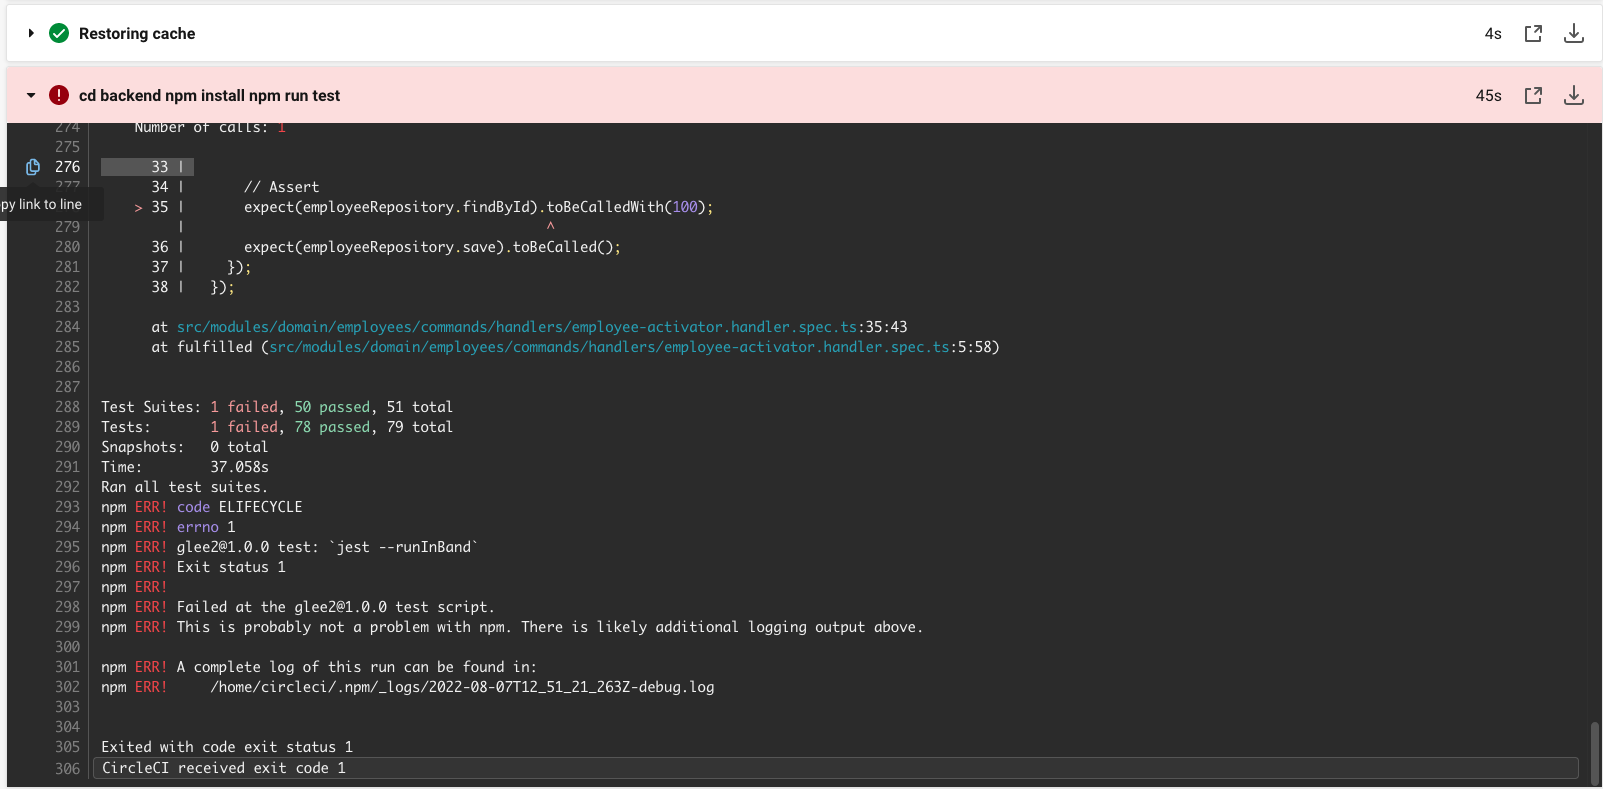 Restoring cache 4s
cd backend npm install npm run test 45s
274 Number of calls: 1
275
276 33 |
277 34 | // Assert
py link to line > 35 | expect(employeeRepository.findById).toBeCalledWith(100);
279 | ^
280 36 | expect(employeeRepository.save).toBeCalled();
281 37 | });
282 38 | });
283
284 at src/modules/domain/employees/commands/handlers/employee-activator.handler.spec.ts:35:43
285 at fulfilled (src/modules/domain/employees/commands/handlers/employee-activator.handler.spec.ts:5:58)
286
287
288 Test Suites: 1 failed, 50 passed, 51 total
289 Tests: 1 failed, 78 passed, 79 total
290 Snapshots: 0 total
291 Time: 37.058s
292 Ran all test suites.
293 npm ERR! code ELIFECYCLE
294 npm ERR! errno 1
295 npm ERR! glee2@1.0.0 test: `jest --runInBand`
296 npm ERR! Exit status 1
297 npm ERR!
298 npm ERR! Failed at the glee2@1.0.0 test script.
299 npm ERR! This is probably not a problem with npm. There is likely additional logging output above.
300
301 npm ERR! A complete log of this run can be found in:
302 npm ERR! /home/circleci/.npm/_logs/2022-08-07T12_51_21_263Z-debug.log
303
304
305 Exited with code exit status 1
306 CircleCI received exit code 1